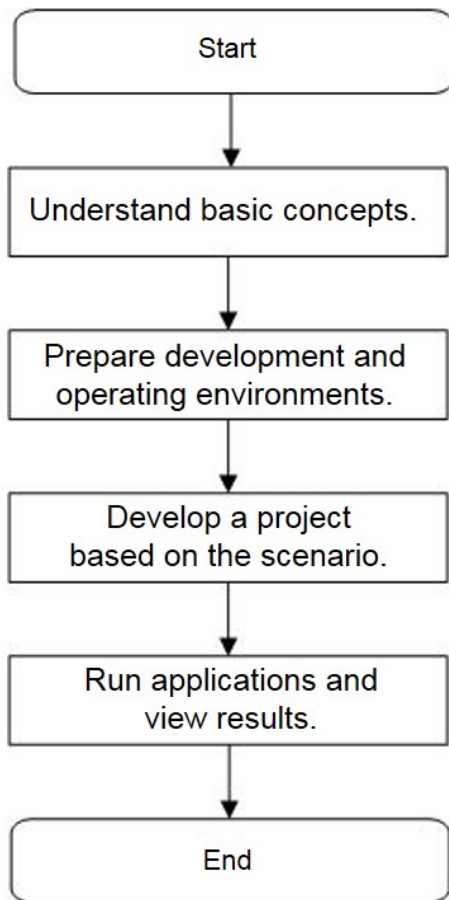 Start
Understand basic concepts.
Prepare development and
operating environments.
Develop a project
based on the scenario.
Run applications and
view results.
End